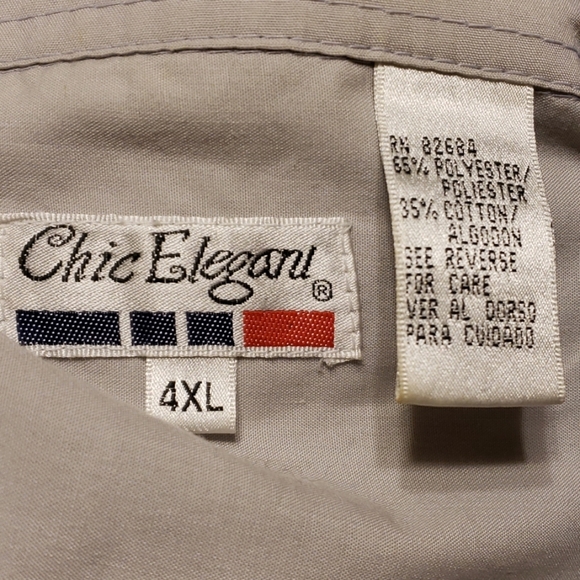 Chic Elegant ®
4XL
RN 82684
65% POLYESTER/
POLIESTER
35% COTTON/
ALGODON
SEE REVERSE
FOR CARE
VER AL DORSO
PARA CUIDADO